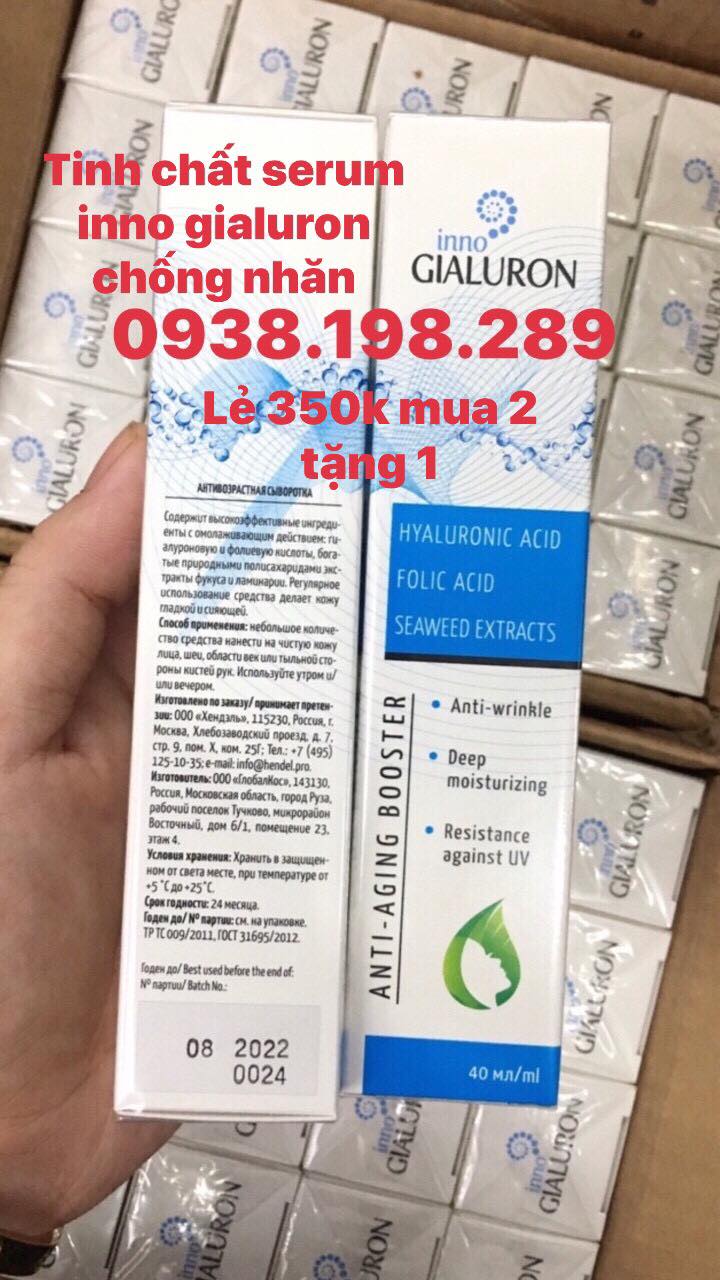 Tinh chất serum
inno gialuron
chống nhăn
0938.198.289
Lẻ 350k mua 2
tặng 1
АНТИВОЗРАСТНАЯ СЫВОРОТКА
Содержит высокоэффективные ингреди-
енты с омолаживающим действием: ги-
алуроновую и фолиевую кислоты, бога-
тые природными полисахаридами экс-
тракты фукуса и ламинарии. Регулярное
использование средства делает кожу
гладкой и сияющей.
Способ применения: небольшое количе-
ство средства нанести на чистую кожу
лица, шеи, области век или тыльной сто-
роны кистей рук. Используйте утром и/
или вечером.
Изготовлено по заказу/ принимает претен-
зии: ООО «Хендэль», 115230, Россия, г.
Москва, Хлебозаводский проезд, д. 7,
стр. 9, пом. X, ком. 25Г; Тел.: +7 (495)
125-10-35; e-mail: info@hendel.pro.
Изготовитель: ООО «ГлобалКос», 143130,
Россия, Московская область, город Руза,
рабочий поселок Тучково, микрорайон
Восточный, дом 6/1, помещение 23,
этаж 4.
Условия хранения: Хранить в защищен-
ном от света месте, при температуре от
+5 °С до +25°С.
Срок годности: 24 месяца.
Годен до/ № партии: см. на упаковке.
ТР ТС 009/2011, ГОСТ 31695/2012.
Годен до/ Best used before the end of:
№ партии/ Batch No.:
08 2022
0024
inno
GIALURON
HYALURONIC ACID
FOLIC ACID
SEAWEED EXTRACTS
ANTI-AGING BOOSTER
• Anti-wrinkle
• Deep
moisturizing
• Resistance
against UV
40 мл/ml